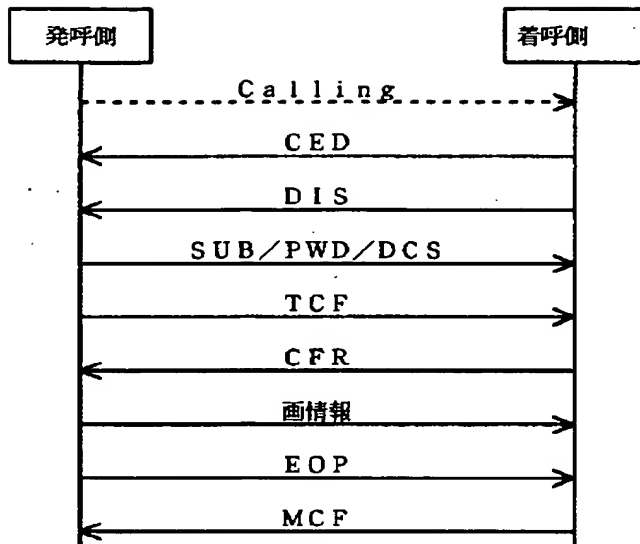 発呼側
着呼側
Calling
CED
DIS
SUB/PWD/DCS
TCF
CFR
画情報
EOP
MCF